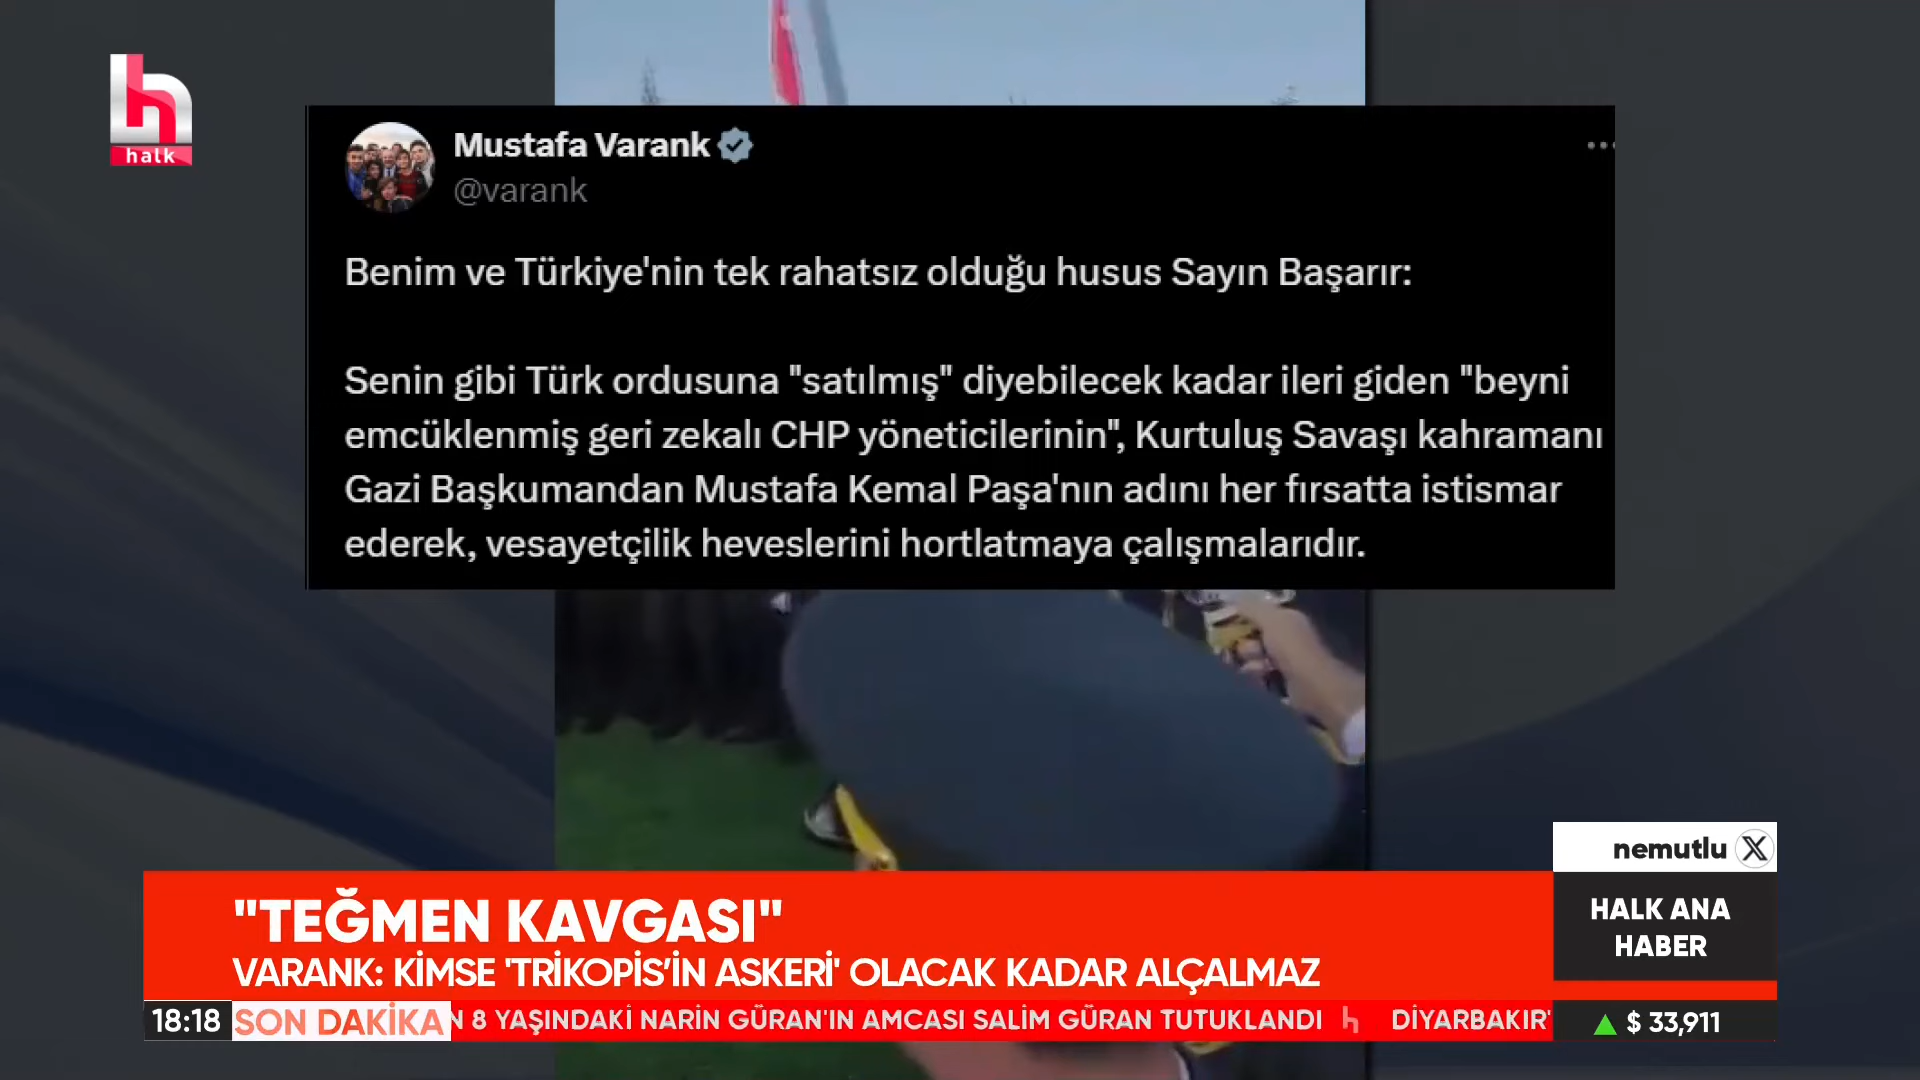 halk
Mustafa Varank
@varank
Benim ve Türkiye'nin tek rahatsız olduğu husus Sayın Başarır:
Senin gibi Türk ordusuna "satılmış" diyebilecek kadar ileri giden "beyni
emcüklenmiş geri zekalı CHP yöneticilerinin", Kurtuluş Savaşı kahramanı
Gazi Başkumandan Mustafa Kemal Paşa'nın adını her fırsatta istismar
ederek, vesayetçilik heveslerini hortlatmaya çalışmalarıdır.
nemutlu X
"TEĞMEN KAVGASI"
VARANK: KİMSE 'TRİKOPİS’İN ASKERİ' OLACAK KADAR ALÇALMAZ
HALK ANA
HABER
18:18 SON DAKİKA N 8 YAŞINDAKİ NARİN GÜRAN'IN AMCASI SALİM GÜRAN TUTUKLANDI h DİYARBAKIR' $ 33,911